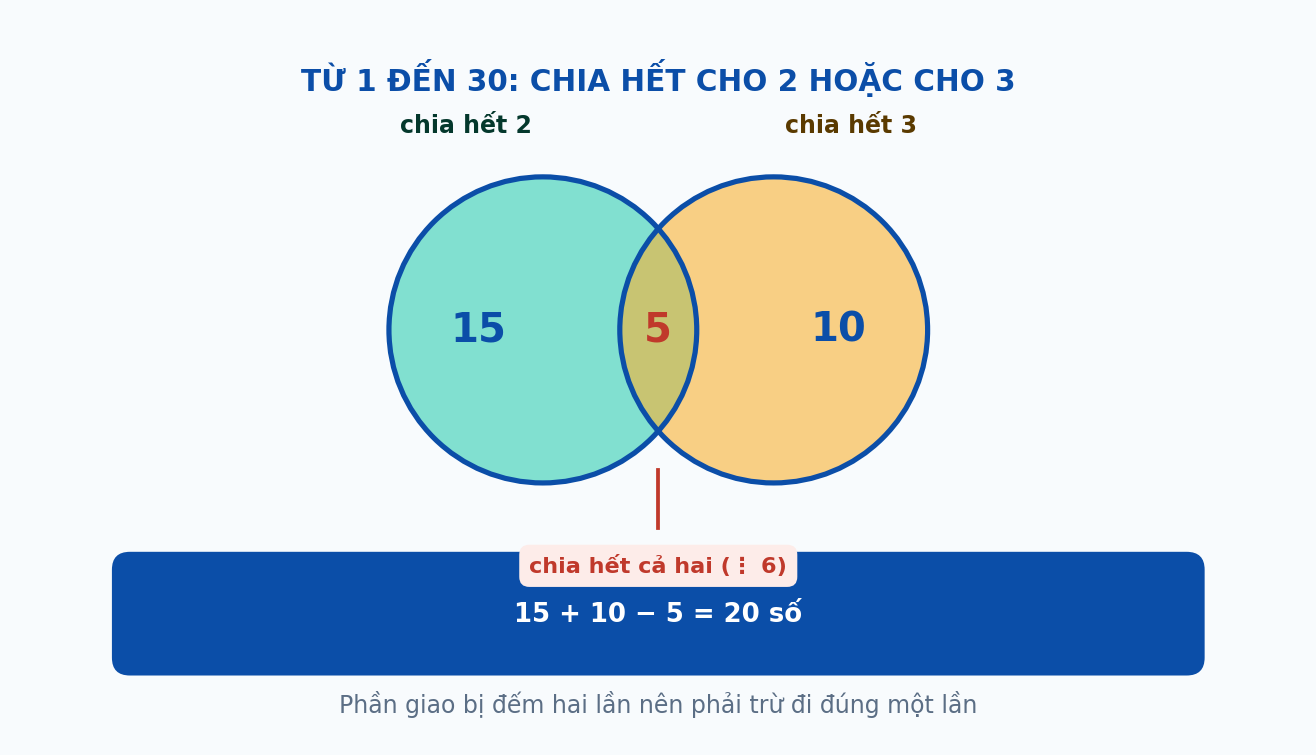 TỪ 1 ĐẾN 30: CHIA HẾT CHO 2 HOẶC CHO 3
chia hết 2
chia hết 3
15
5
10
chia hết cả hai (⋮ 6)
15 + 10 − 5 = 20 số
Phần giao bị đếm hai lần nên phải trừ đi đúng một lần